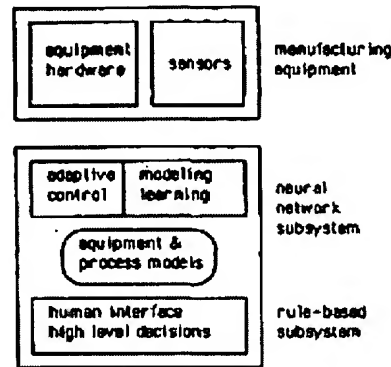 equipment
hardware
sensors
manufacturing
equipment
adaptive
control
modeling
learning
neural
network
subsystem
equipment &
process models
human interface
high level decisions
rule-based
subsystem